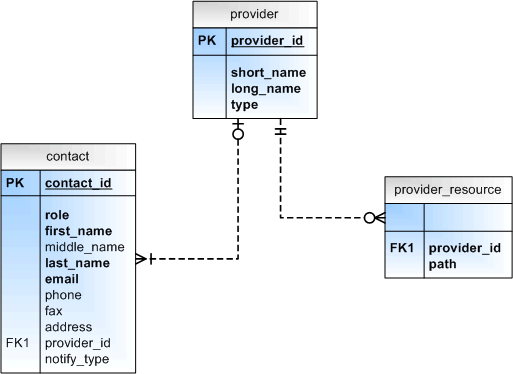 provider
PK provider_id
short_name
long_name
type
contact
PK contact_id
role
first_name
middle_name
last_name
email
phone
fax
address
FK1 provider_id
notify_type
provider_resource
FK1 provider_id
path